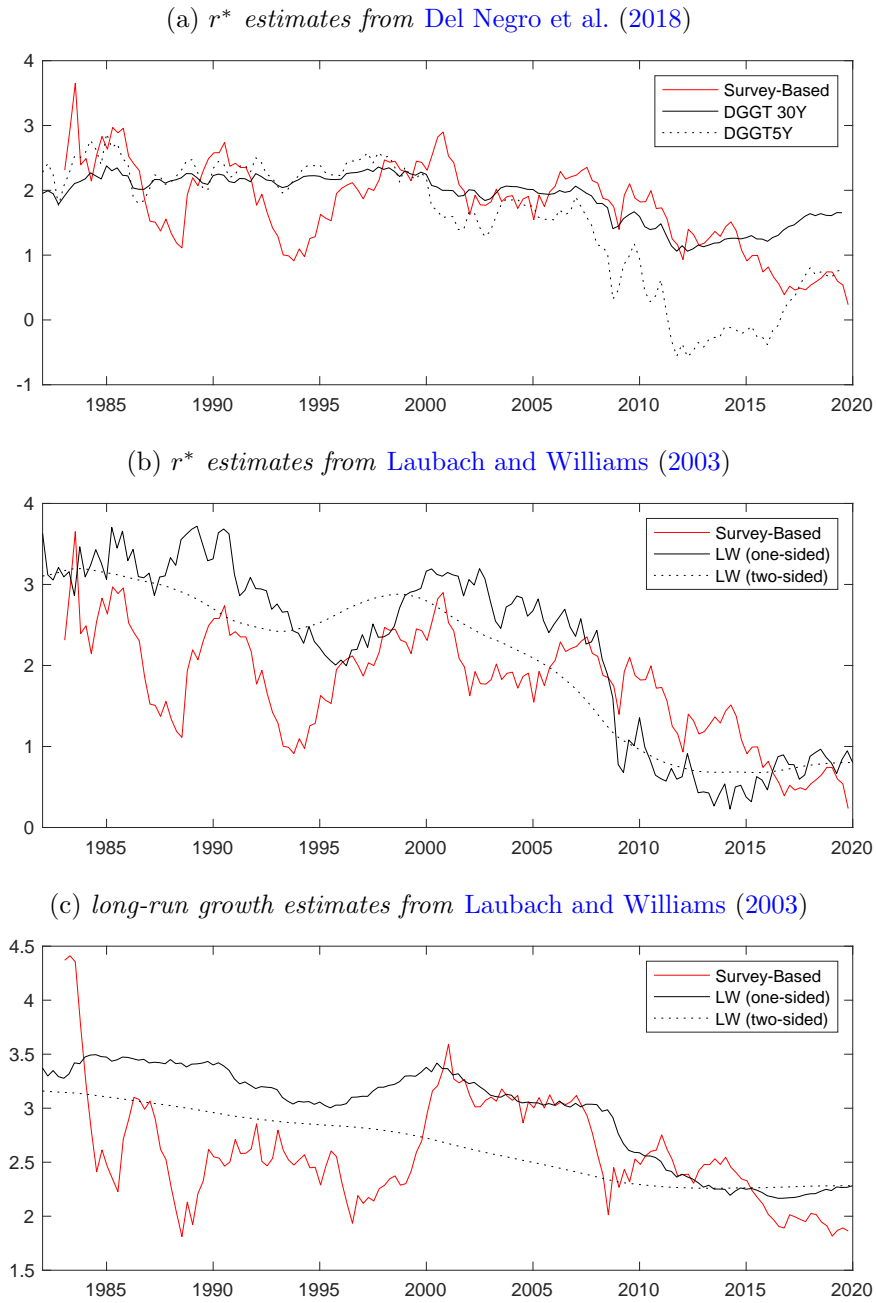 (a) r* estimates from Del Negro et al. (2018)
4
3
2
1
0
-1
Survey-Based
DGGT 30Y
DGGT5Y
1985 1990 1995 2000 2005 2010 2015 2020
(b) r* estimates from Laubach and Williams (2003)
4
3
2
1
0
Survey-Based
LW (one-sided)
LW (two-sided)
1985 1990 1995 2000 2005 2010 2015 2020
(c) long-run growth estimates from Laubach and Williams (2003)
4.5
4
3.5
3
2.5
2
1.5
Survey-Based
LW (one-sided)
LW (two-sided)
1985 1990 1995 2000 2005 2010 2015 2020